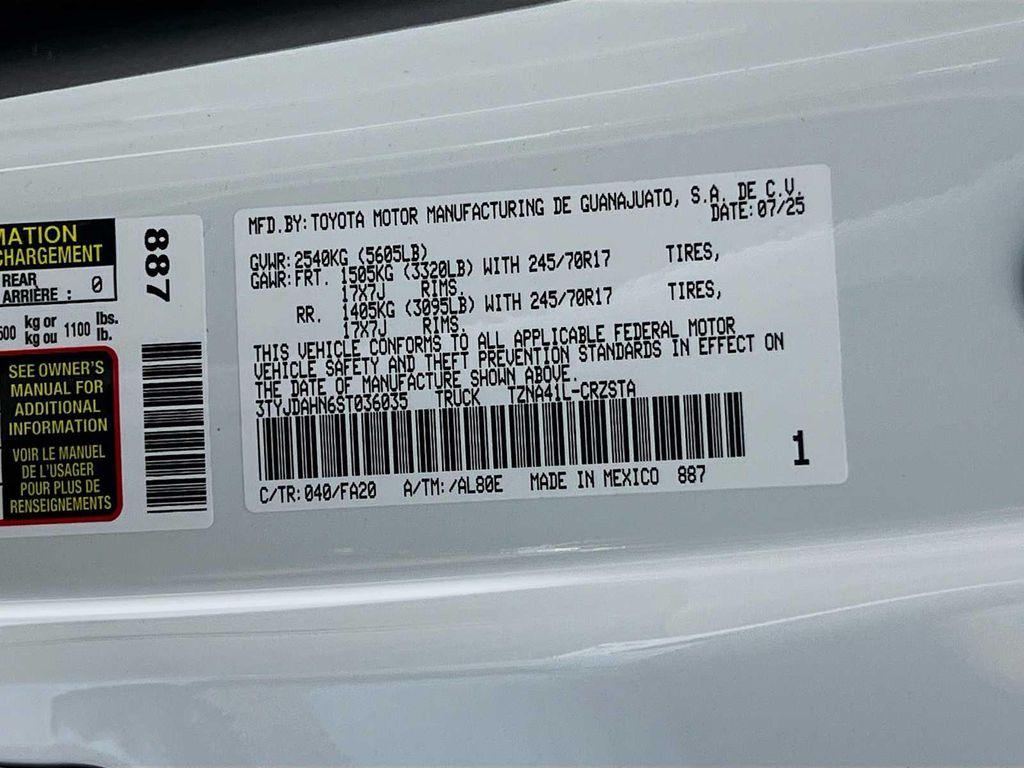 MATION
CHARGEMENT
REAR
ARRIÈRE : 0
500 kg or 1100 lbs.
kg ou lb.
SEE OWNER'S
MANUAL FOR
ADDITIONAL
INFORMATION
VOIR LE MANUEL
DE L'USAGER
POUR PLUS DE
RENSEIGNEMENTS
887
MFD.BY:TOYOTA MOTOR MANUFACTURING DE GUANAJUATO, S.A. DE C.V.
DATE:07/25
GVWR:2540KG (5605LB)
GAWR:FRT. 1505KG (3320LB) WITH 245/70R17 TIRES,
17X7J RIMS.
RR. 1405KG (3095LB) WITH 245/70R17 TIRES,
17X7J RIMS.
THIS VEHICLE CONFORMS TO ALL APPLICABLE FEDERAL MOTOR
VEHICLE SAFETY AND THEFT PREVENTION STANDARDS IN EFFECT ON
THE DATE OF MANUFACTURE SHOWN ABOVE.
3TYJDAHN6ST036035 TRUCK TZNA41L-CRZSTA
1
C/TR:040/FA20 A/TM:/AL80E MADE IN MEXICO 887